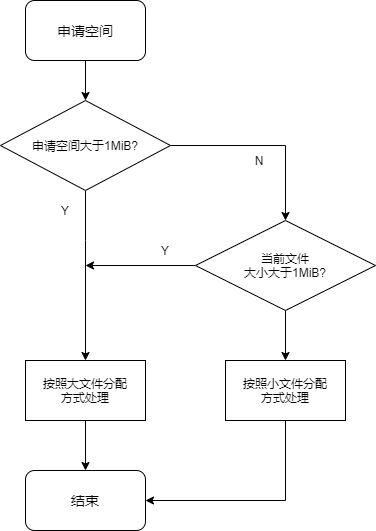 申请空间
申请空间大于1MiB?
N
Y
当前文件
大小大于1MiB?
Y
按照大文件分配
方式处理
按照小文件分配
方式处理
结束